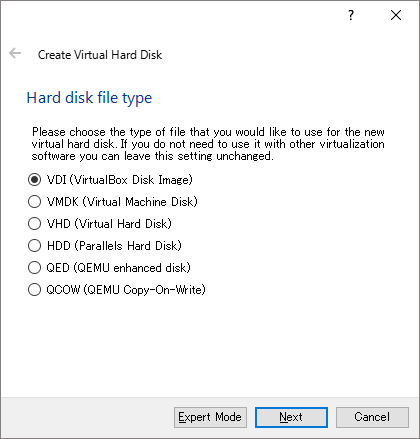 ?
Create Virtual Hard Disk
Hard disk file type
Please choose the type of file that you would like to use for the new
virtual hard disk. If you do not need to use it with other virtualization
software you can leave this setting unchanged.
VDI (VirtualBox Disk Image)
VMDK (Virtual Machine Disk)
VHD (Virtual Hard Disk)
HDD (Parallels Hard Disk)
QED (QEMU enhanced disk)
QCOW (QEMU Copy-On-Write)
Expert Mode Next Cancel